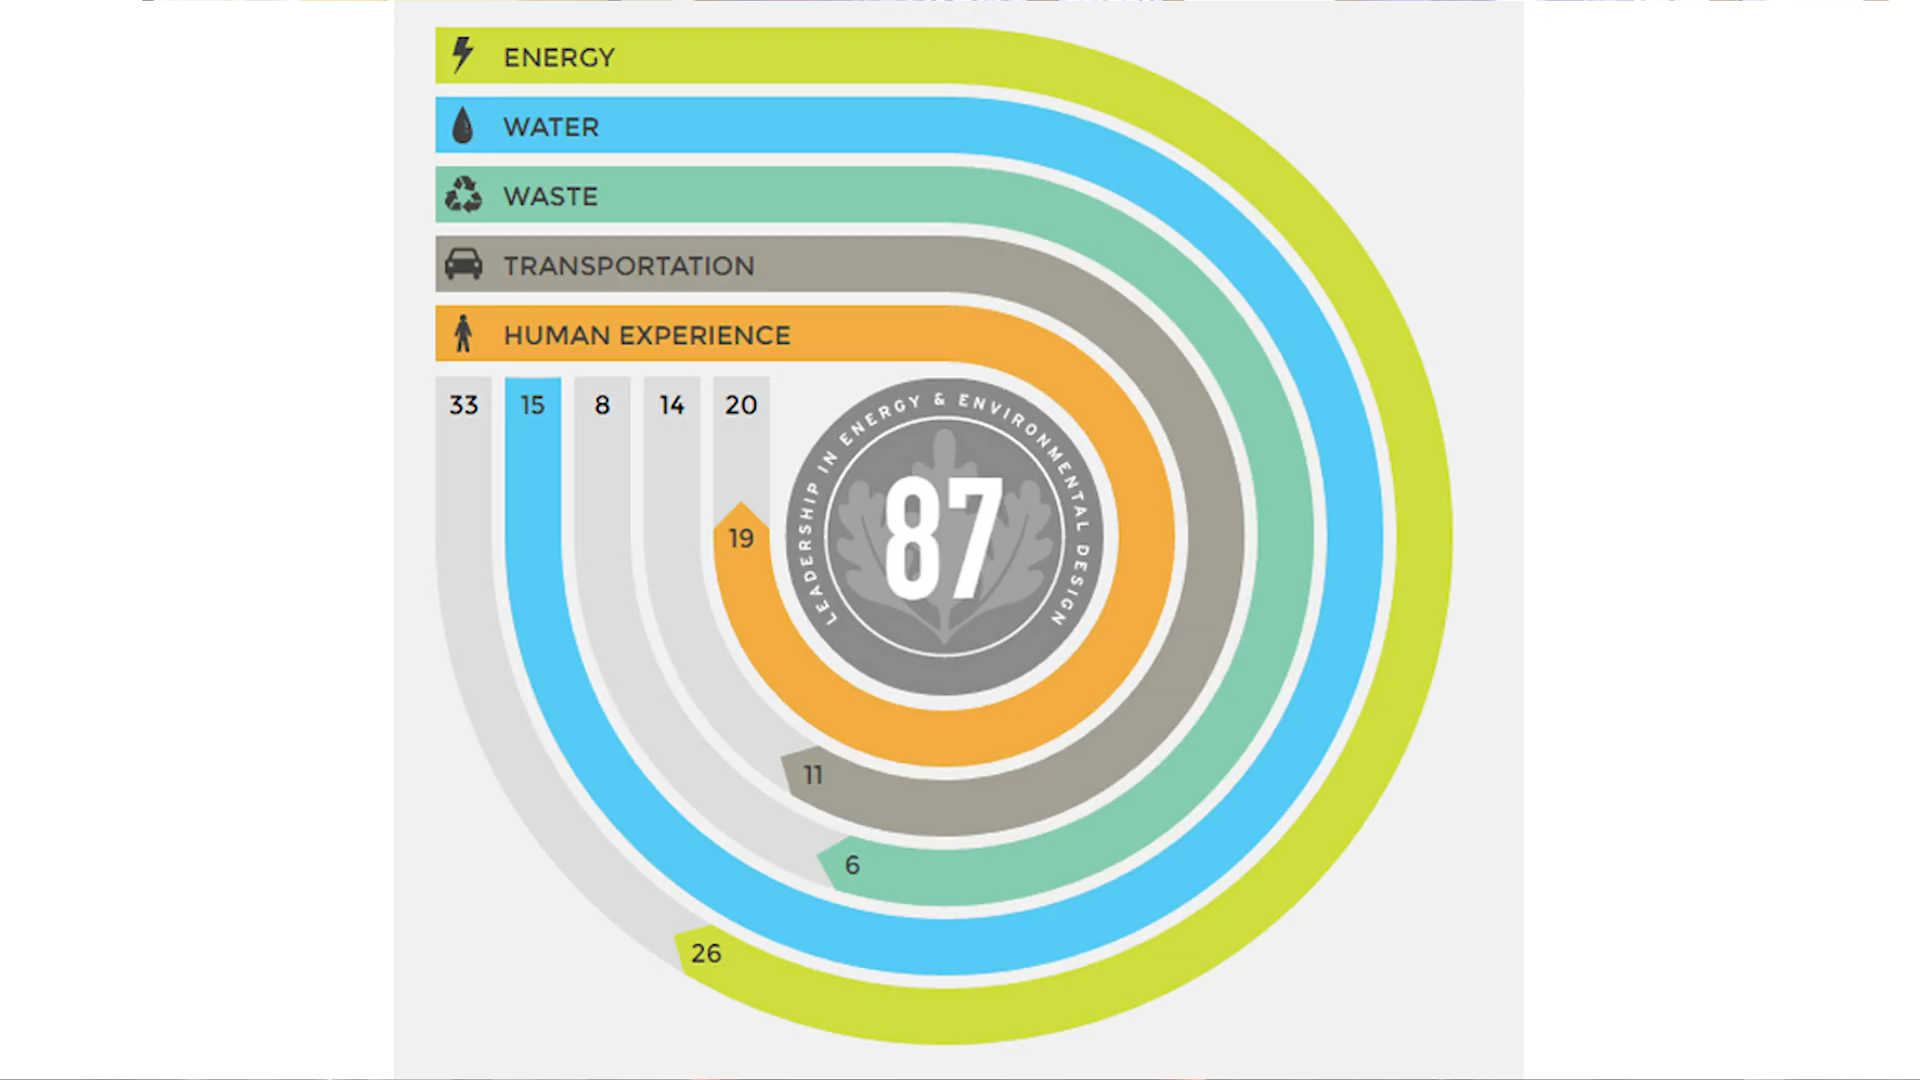 ENERGY
WATER
WASTE
TRANSPORTATION
HUMAN EXPERIENCE
33 15 8 14 20
LEADERSHIP IN ENERGY & ENVIRONMENTAL DESIGN
87
19
11
6
26